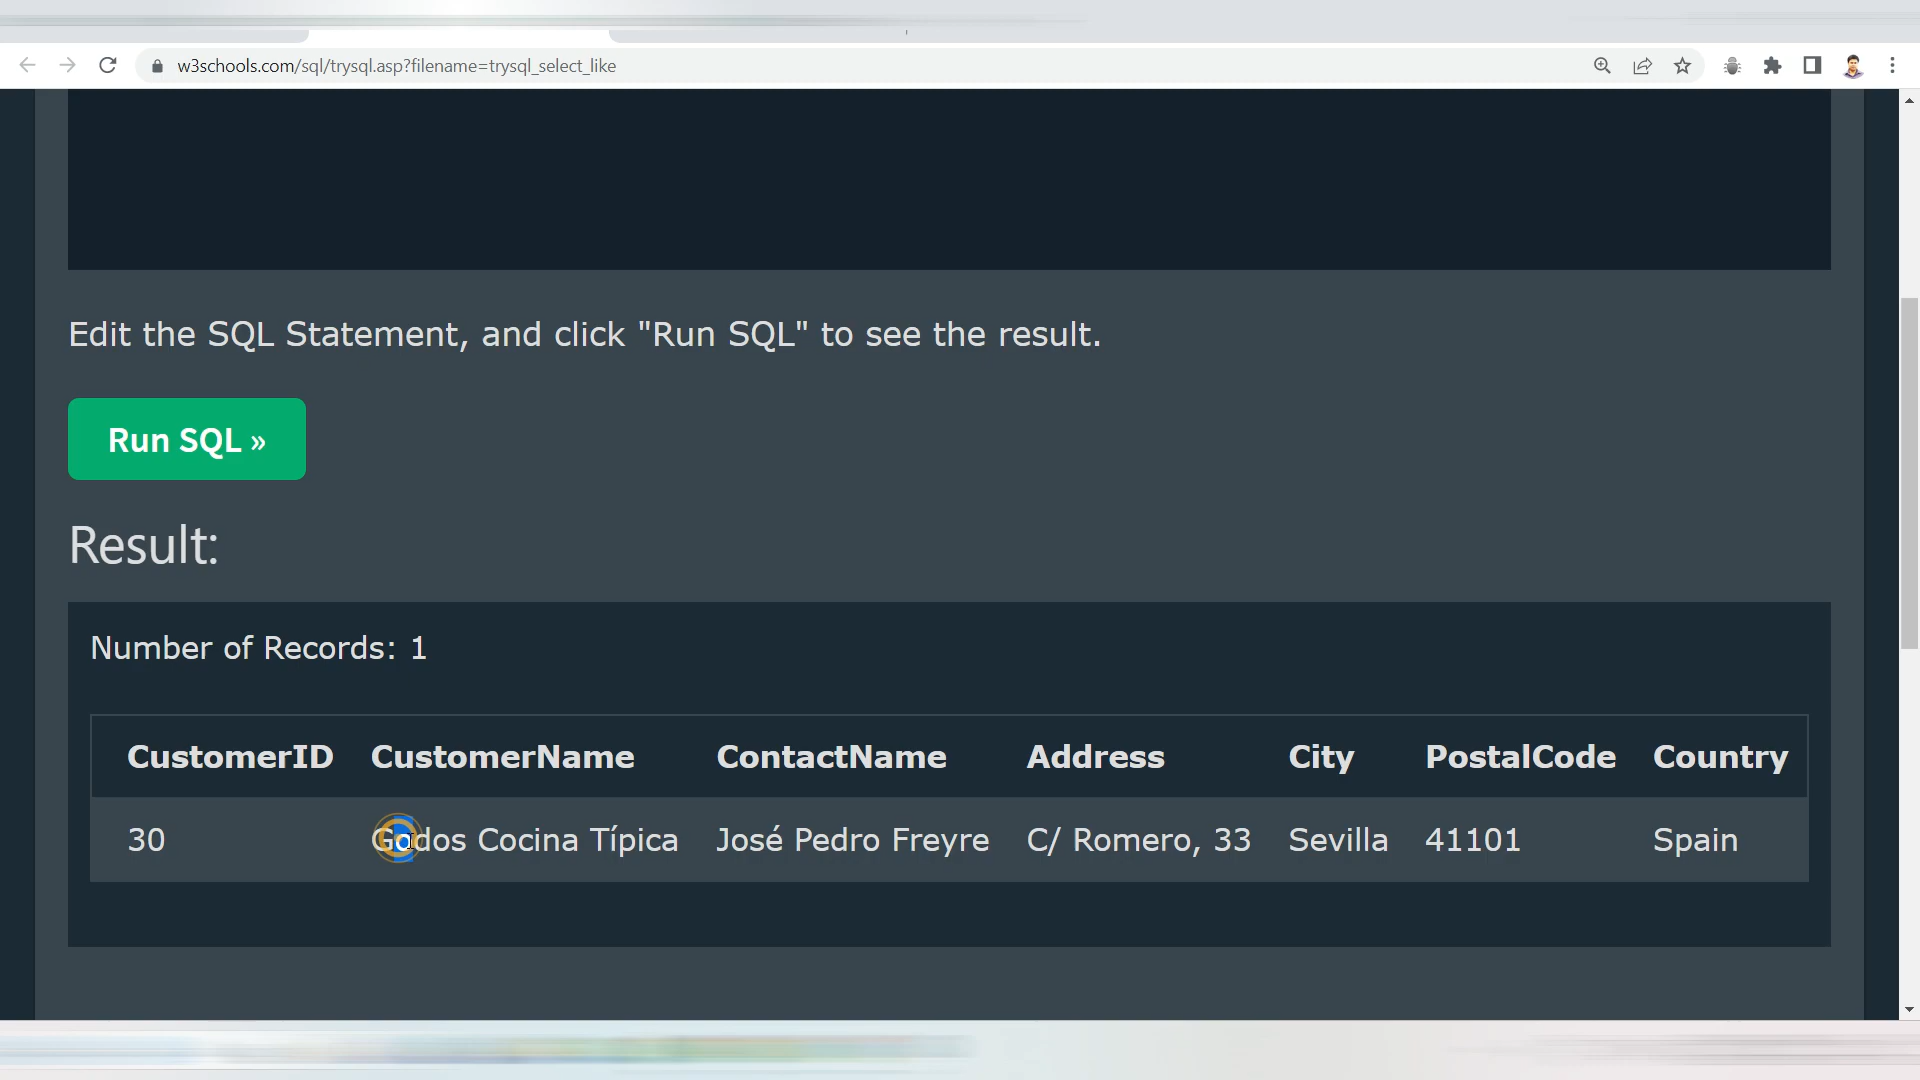 w3schools.com/sql/trysql.asp?filename=trysql_select_like
Edit the SQL Statement, and click "Run SQL" to see the result.
Run SQL »
Result:
Number of Records: 1
CustomerID CustomerName ContactName Address City PostalCode Country
30 Godos Cocina Típica José Pedro Freyre C/ Romero, 33 Sevilla 41101 Spain